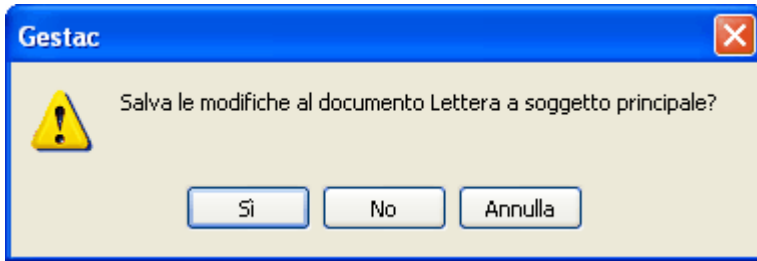 Gestac
Salva le modifiche al documento Lettera a soggetto principale?
Sì
No
Annulla